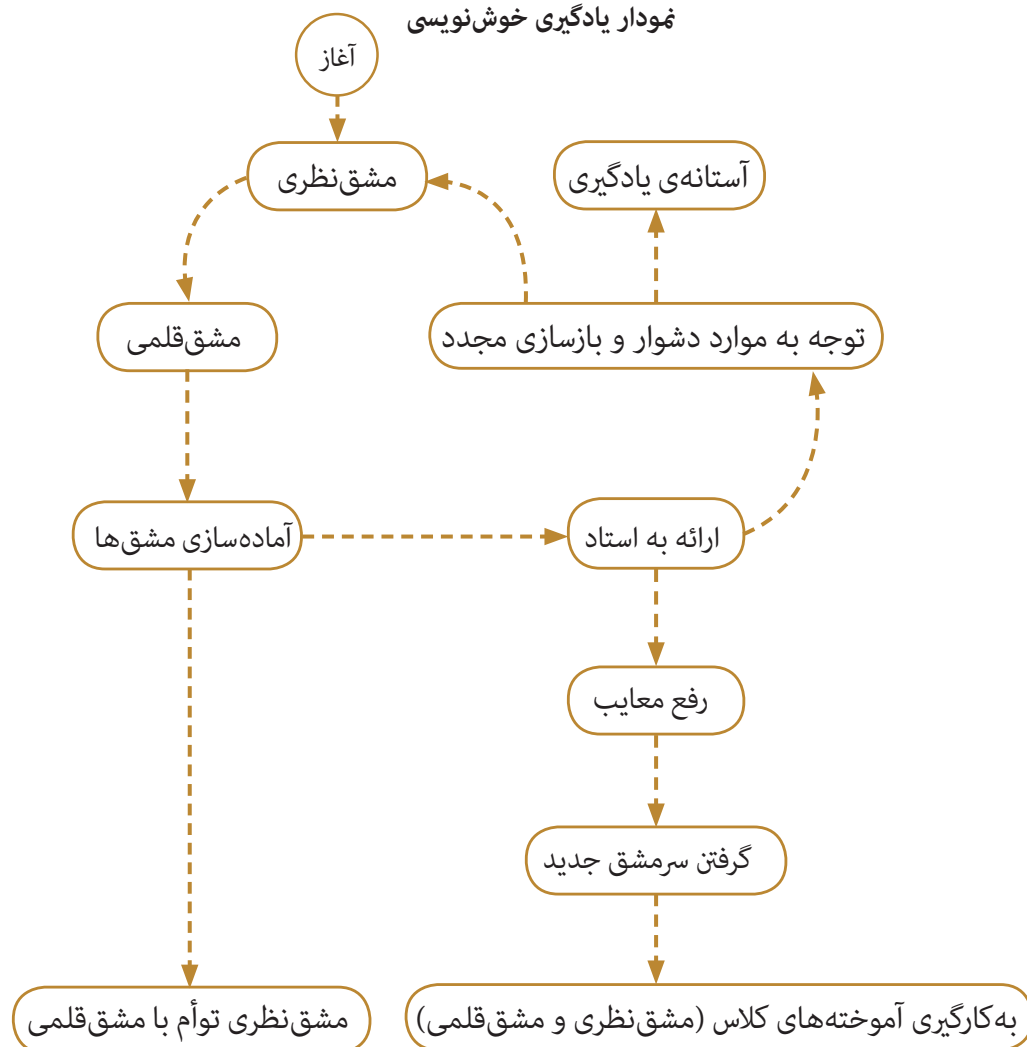 نمودار یادگیری خوش‌نویسی
آغاز
مشق‌نظری
آستانه‌ی یادگیری
مشق‌قلمی
توجه به موارد دشوار و بازسازی مجدد
آماده‌سازی مشق‌ها
ارائه به استاد
رفع معایب
گرفتن سرمشق جدید
مشق‌نظری توأم با مشق‌قلمی
به‌کارگیری آموخته‌های کلاس (مشق‌نظری و مشق‌قلمی)